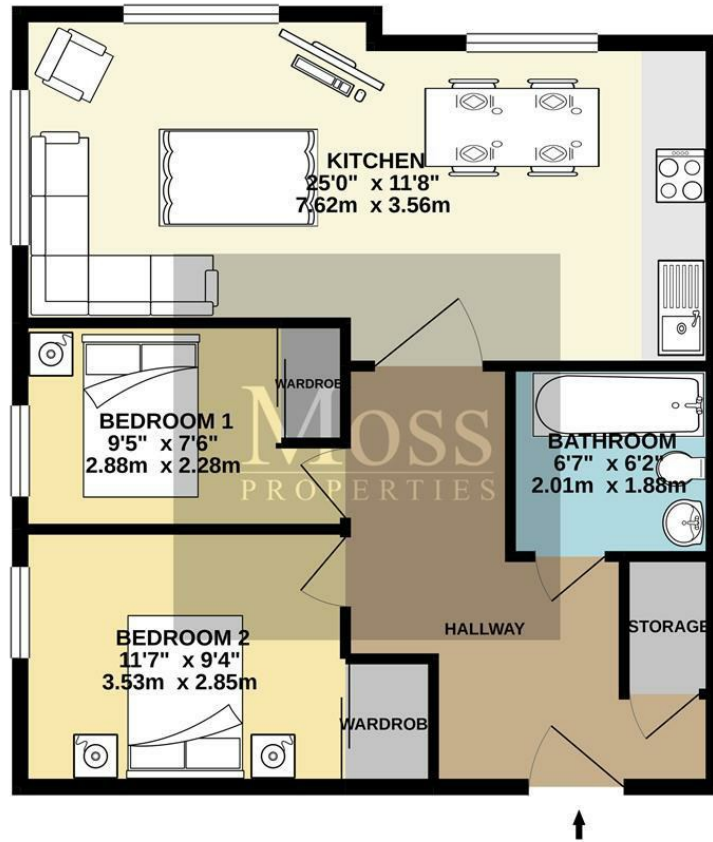 KITCHEN
25'0" x 11'8"
7.62m x 3.56m
WARDROB
BEDROOM 1
9'5" x 7'6"
2.88m x 2.28m
Moss
PROPERTIES
BATHROOM
6'7" x 6'2"
2.01m x 1.88m
HALLWAY
STORAGE
BEDROOM 2
11'7" x 9'4"
3.53m x 2.85m
WARDROB